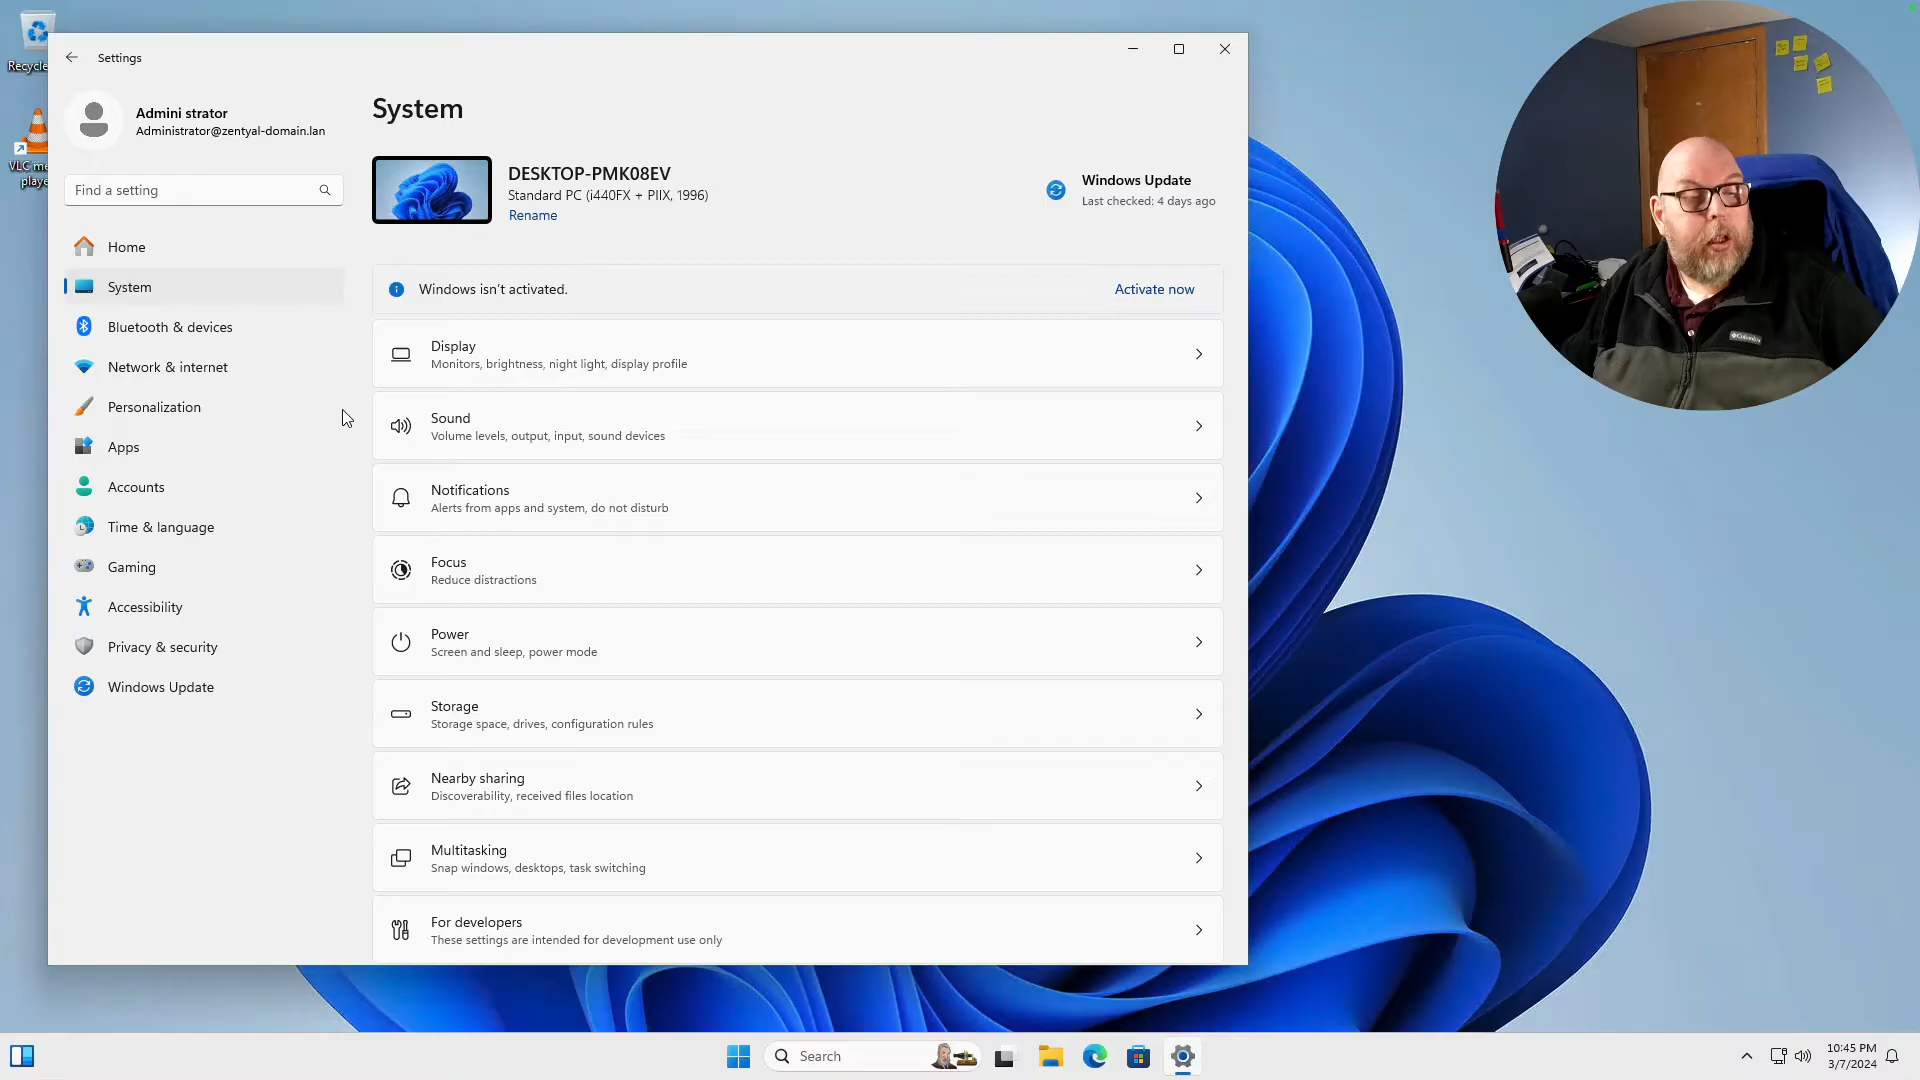 Recycle
VLC me
playe
Settings
Admini strator
Administrator@zentyal-domain.lan
Find a setting
Home
System
Bluetooth & devices
Network & internet
Personalization
Apps
Accounts
Time & language
Gaming
Accessibility
Privacy & security
Windows Update
System
DESKTOP-PMK08EV
Standard PC (i440FX + PIIX, 1996)
Rename
Windows Update
Last checked: 4 days ago
Windows isn't activated.
Activate now
Display
Monitors, brightness, night light, display profile
Sound
Volume levels, output, input, sound devices
Notifications
Alerts from apps and system, do not disturb
Focus
Reduce distractions
Power
Screen and sleep, power mode
Storage
Storage space, drives, configuration rules
Nearby sharing
Discoverability, received files location
Multitasking
Snap windows, desktops, task switching
For developers
These settings are intended for development use only
Columbia
Search
10:45 PM
3/7/2024